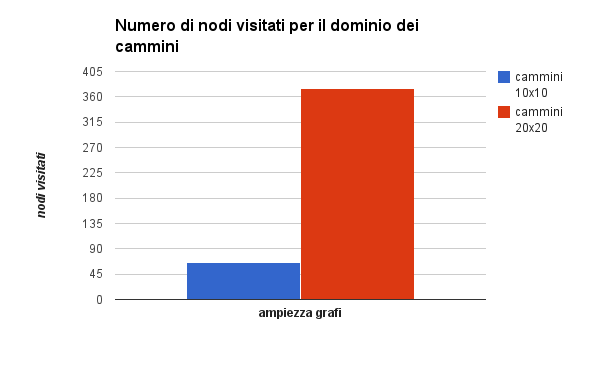 Numero di nodi visitati per il dominio dei
cammini
405
360
315
270
225
180
135
90
45
0
nodi visitati
ampiezza grafi
cammini
10x10
cammini
20x20